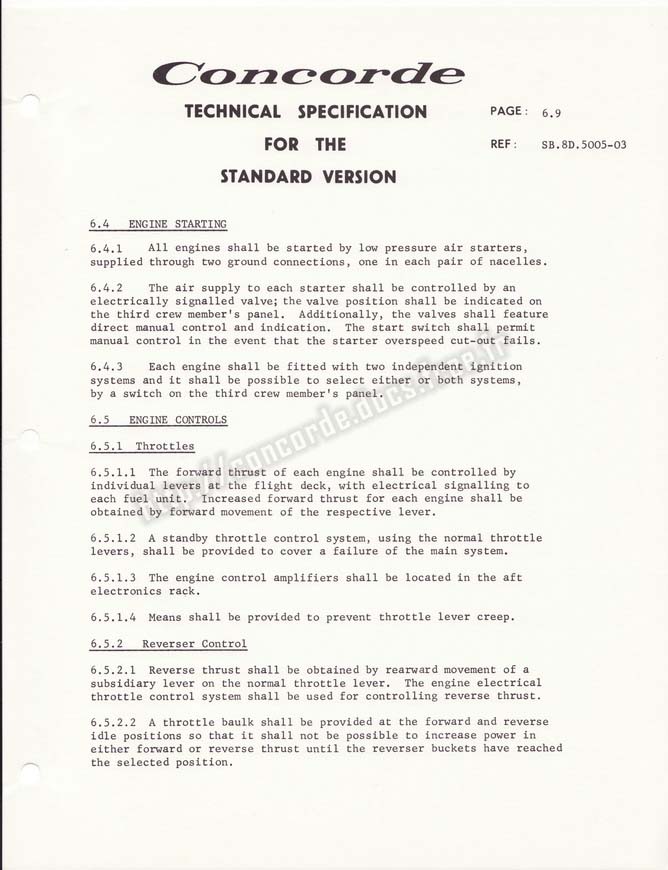 Concorde
TECHNICAL SPECIFICATION
FOR THE
STANDARD VERSION
PAGE: 6.9
REF: SB.8D.5005-03
6.4 ENGINE STARTING
6.4.1 All engines shall be started by low pressure air starters,
supplied through two ground connections, one in each pair of nacelles.
6.4.2 The air supply to each starter shall be controlled by an
electrically signalled valve; the valve position shall be indicated on
the third crew member's panel. Additionally, the valves shall feature
direct manual control and indication. The start switch shall permit
manual control in the event that the starter overspeed cut-out fails.
6.4.3 Each engine shall be fitted with two independent ignition
systems and it shall be possible to select either or both systems,
by a switch on the third crew member's panel.
6.5 ENGINE CONTROLS
6.5.1 Throttles
6.5.1.1 The forward thrust of each engine shall be controlled by
individual levers at the flight deck, with electrical signalling to
each fuel unit. Increased forward thrust for each engine shall be
obtained by forward movement of the respective lever.
6.5.1.2 A standby throttle control system, using the normal throttle
levers, shall be provided to cover a failure of the main system.
6.5.1.3 The engine control amplifiers shall be located in the aft
electronics rack.
6.5.1.4 Means shall be provided to prevent throttle lever creep.
6.5.2 Reverser Control
6.5.2.1 Reverse thrust shall be obtained by rearward movement of a
subsidiary lever on the normal throttle lever. The engine electrical
throttle control system shall be used for controlling reverse thrust.
6.5.2.2 A throttle baulk shall be provided at the forward and reverse
idle positions so that it shall not be possible to increase power in
either forward or reverse thrust until the reverser buckets have reached
the selected position.
http://concorde.docs.free.fr